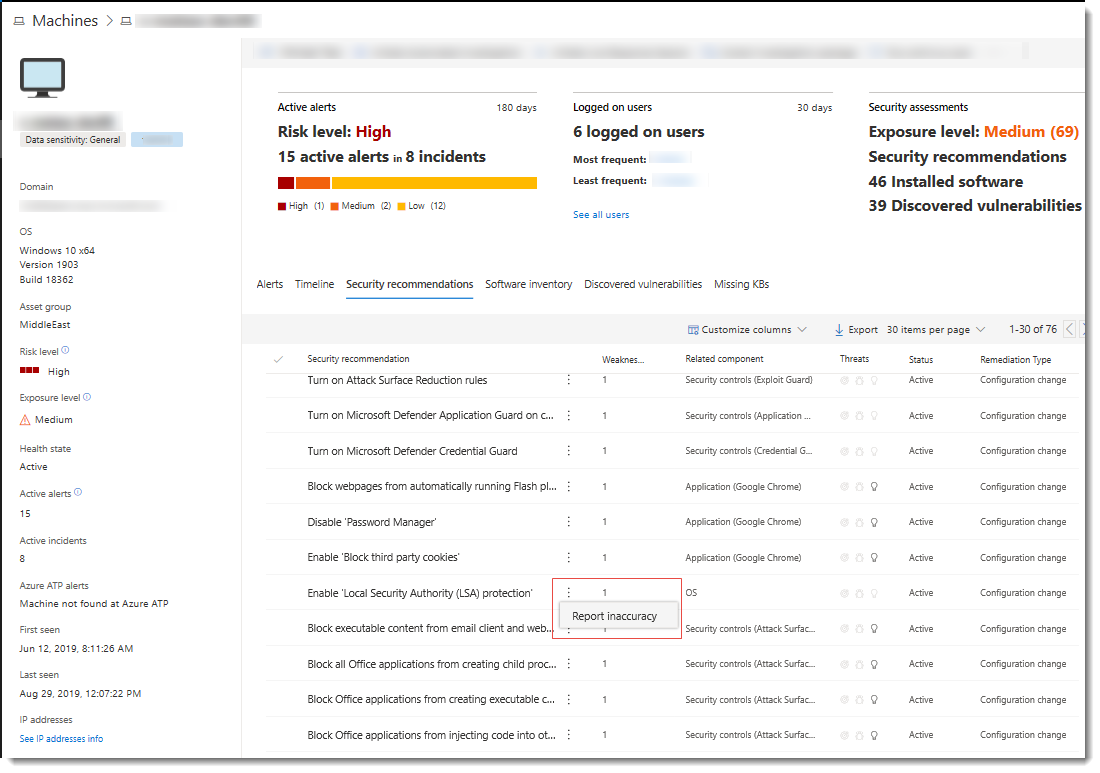 Machines
Data sensitivity: General
Domain
OS
Windows 10 x64
Version 1903
Build 18362
Asset group
MiddleEast
Risk level
High
Exposure level
Medium
Health state
Active
Active alerts
15
Active incidents
8
Azure ATP alerts
Machine not found at Azure ATP
First seen
Jun 12, 2019, 8:11:26 AM
Last seen
Aug 29, 2019, 12:07:22 PM
IP addresses
See IP addresses info
Active alerts 180 days
Risk level: High
15 active alerts in 8 incidents
High (1) Medium (2) Low (12)
Logged on users 30 days
6 logged on users
Most frequent:
Least frequent:
See all users
Security assessments
Exposure level: Medium (69)
Security recommendations
46 Installed software
39 Discovered vulnerabilities
Alerts Timeline Security recommendations Software inventory Discovered vulnerabilities Missing KBs
Customize columns Export 30 items per page 1-30 of 76
Security recommendation Weaknes... Related component Threats Status Remediation Type
Turn on Attack Surface Reduction rules 1 Security controls (Exploit Guard) Active Configuration change
Turn on Microsoft Defender Application Guard on c... 1 Security controls (Application ... Active Configuration change
Turn on Microsoft Defender Credential Guard 1 Security controls (Credential G... Active Configuration change
Block webpages from automatically running Flash pl... 1 Application (Google Chrome) Active Configuration change
Disable 'Password Manager' 1 Application (Google Chrome) Active Configuration change
Enable 'Block third party cookies' 1 Application (Google Chrome) Active Configuration change
Enable 'Local Security Authority (LSA) protection' 1 OS Active Configuration change
Report inaccuracy
Block executable content from email client and web... Security controls (Attack Surfac... Active Configuration change
Block all Office applications from creating child proc... 1 Security controls (Attack Surfac... Active Configuration change
Block Office applications from creating executable c... 1 Security controls (Attack Surfac... Active Configuration change
Block Office applications from injecting code into ot... 1 Security controls (Attack Surfac... Active Configuration change